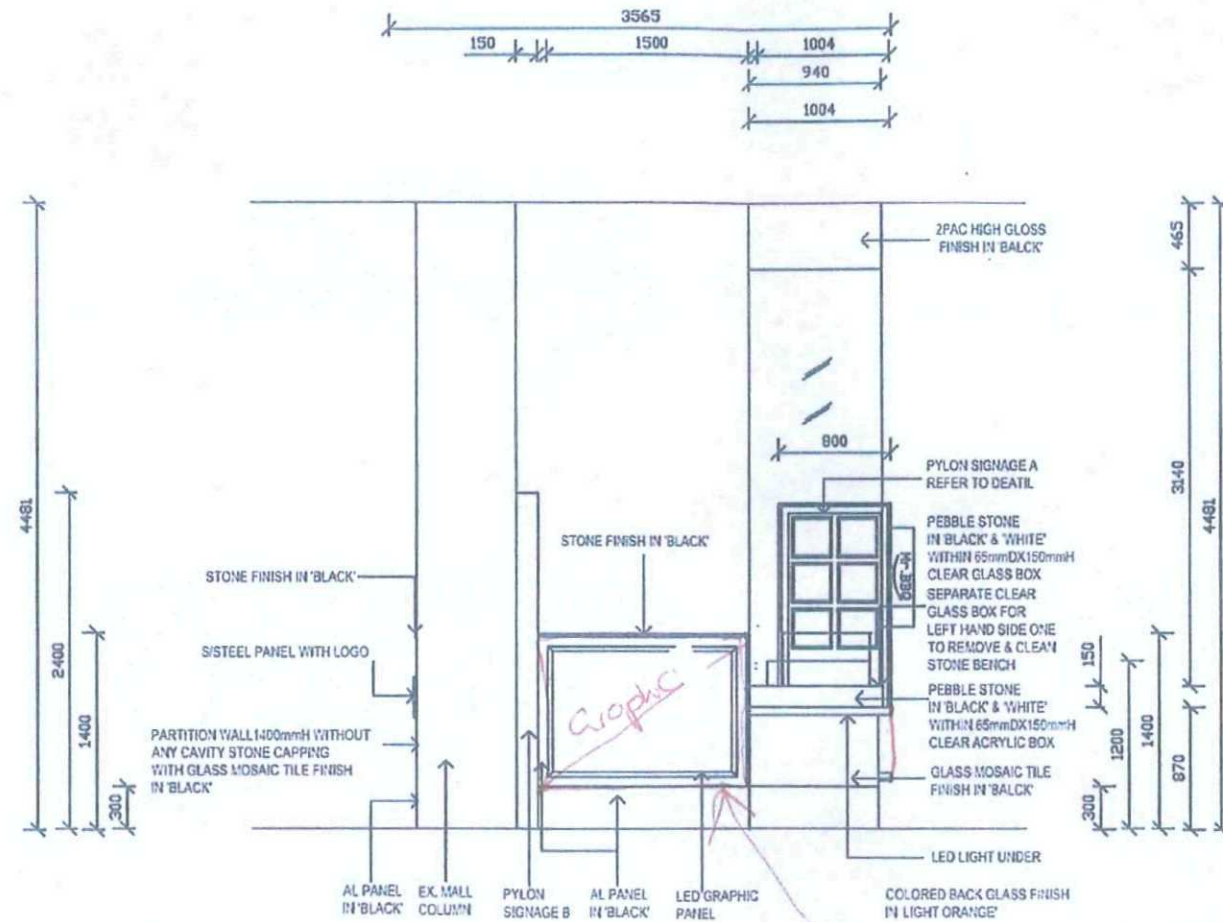 3565
150
1500
1004
940
1004
2PAC HIGH GLOSS
FINISH IN 'BALCK'
465
4481
3140
4481
800
PYLON SIGNAGE A
REFER TO DEATIL
PEBBLE STONE
IN 'BLACK' & 'WHITE'
WITHIN 65mmDX150mmH
CLEAR GLASS BOX
SEPARATE CLEAR
GLASS BOX FOR
LEFT HAND SIDE ONE
TO REMOVE & CLEAN
STONE BENCH
Mr.BBQ
STONE FINISH IN 'BLACK'
STONE FINISH IN 'BLACK'
2400
1400
300
S/STEEL PANEL WITH LOGO
PARTITION WALL1400mmH WITHOUT
ANY CAVITY STONE CAPPING
WITH GLASS MOSAIC TILE FINISH
IN 'BLACK'
Graphic
PEBBLE STONE
IN 'BLACK' & 'WHITE'
WITHIN 65mmDX150mmH
CLEAR ACRYLIC BOX
150
1200
1400
870
300
GLASS MOSAIC TILE
FINISH IN 'BALCK'
LED LIGHT UNDER
AL PANEL
IN 'BLACK'
EX. MALL
COLUMN
PYLON
SIGNAGE B
AL PANEL
IN 'BLACK'
LED GRAPHIC
PANEL
COLORED BACK GLASS FINISH
IN LIGHT ORANGE'